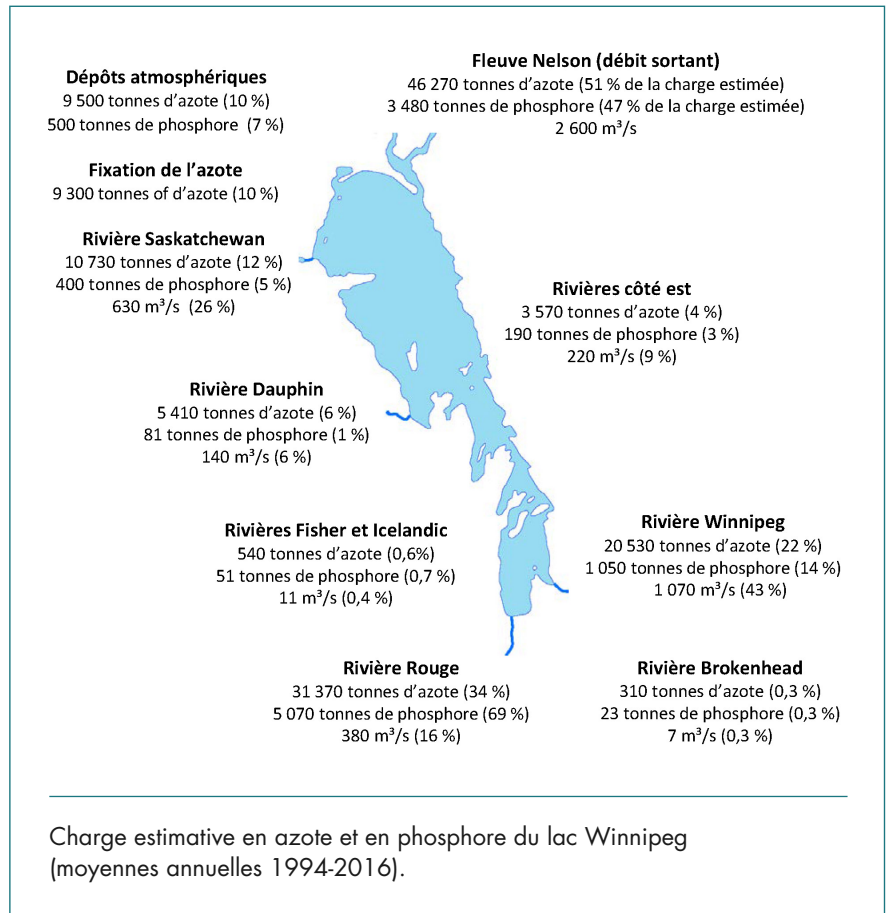 Dépôts atmosphériques
9 500 tonnes d’azote (10 %)
500 tonnes de phosphore (7 %)
Fleuve Nelson (débit sortant)
46 270 tonnes d’azote (51 % de la charge estimée)
3 480 tonnes de phosphore (47 % de la charge estimée)
2 600 m³/s
Fixation de l’azote
9 300 tonnes of d’azote (10 %)
Rivière Saskatchewan
10 730 tonnes d’azote (12 %)
400 tonnes de phosphore (5 %)
630 m³/s (26 %)
Rivières côté est
3 570 tonnes d’azote (4 %)
190 tonnes de phosphore (3 %)
220 m³/s (9 %)
Rivière Dauphin
5 410 tonnes d’azote (6 %)
81 tonnes de phosphore (1 %)
140 m³/s (6 %)
Rivières Fisher et Icelandic
540 tonnes d’azote (0,6%)
51 tonnes de phosphore (0,7 %)
11 m³/s (0,4 %)
Rivière Winnipeg
20 530 tonnes d’azote (22 %)
1 050 tonnes de phosphore (14 %)
1 070 m³/s (43 %)
Rivière Rouge
31 370 tonnes d’azote (34 %)
5 070 tonnes de phosphore (69 %)
380 m³/s (16 %)
Rivière Brokenhead
310 tonnes d’azote (0,3 %)
23 tonnes de phosphore (0,3 %)
7 m³/s (0,3 %)
Charge estimative en azote et en phosphore du lac Winnipeg
(moyennes annuelles 1994-2016).